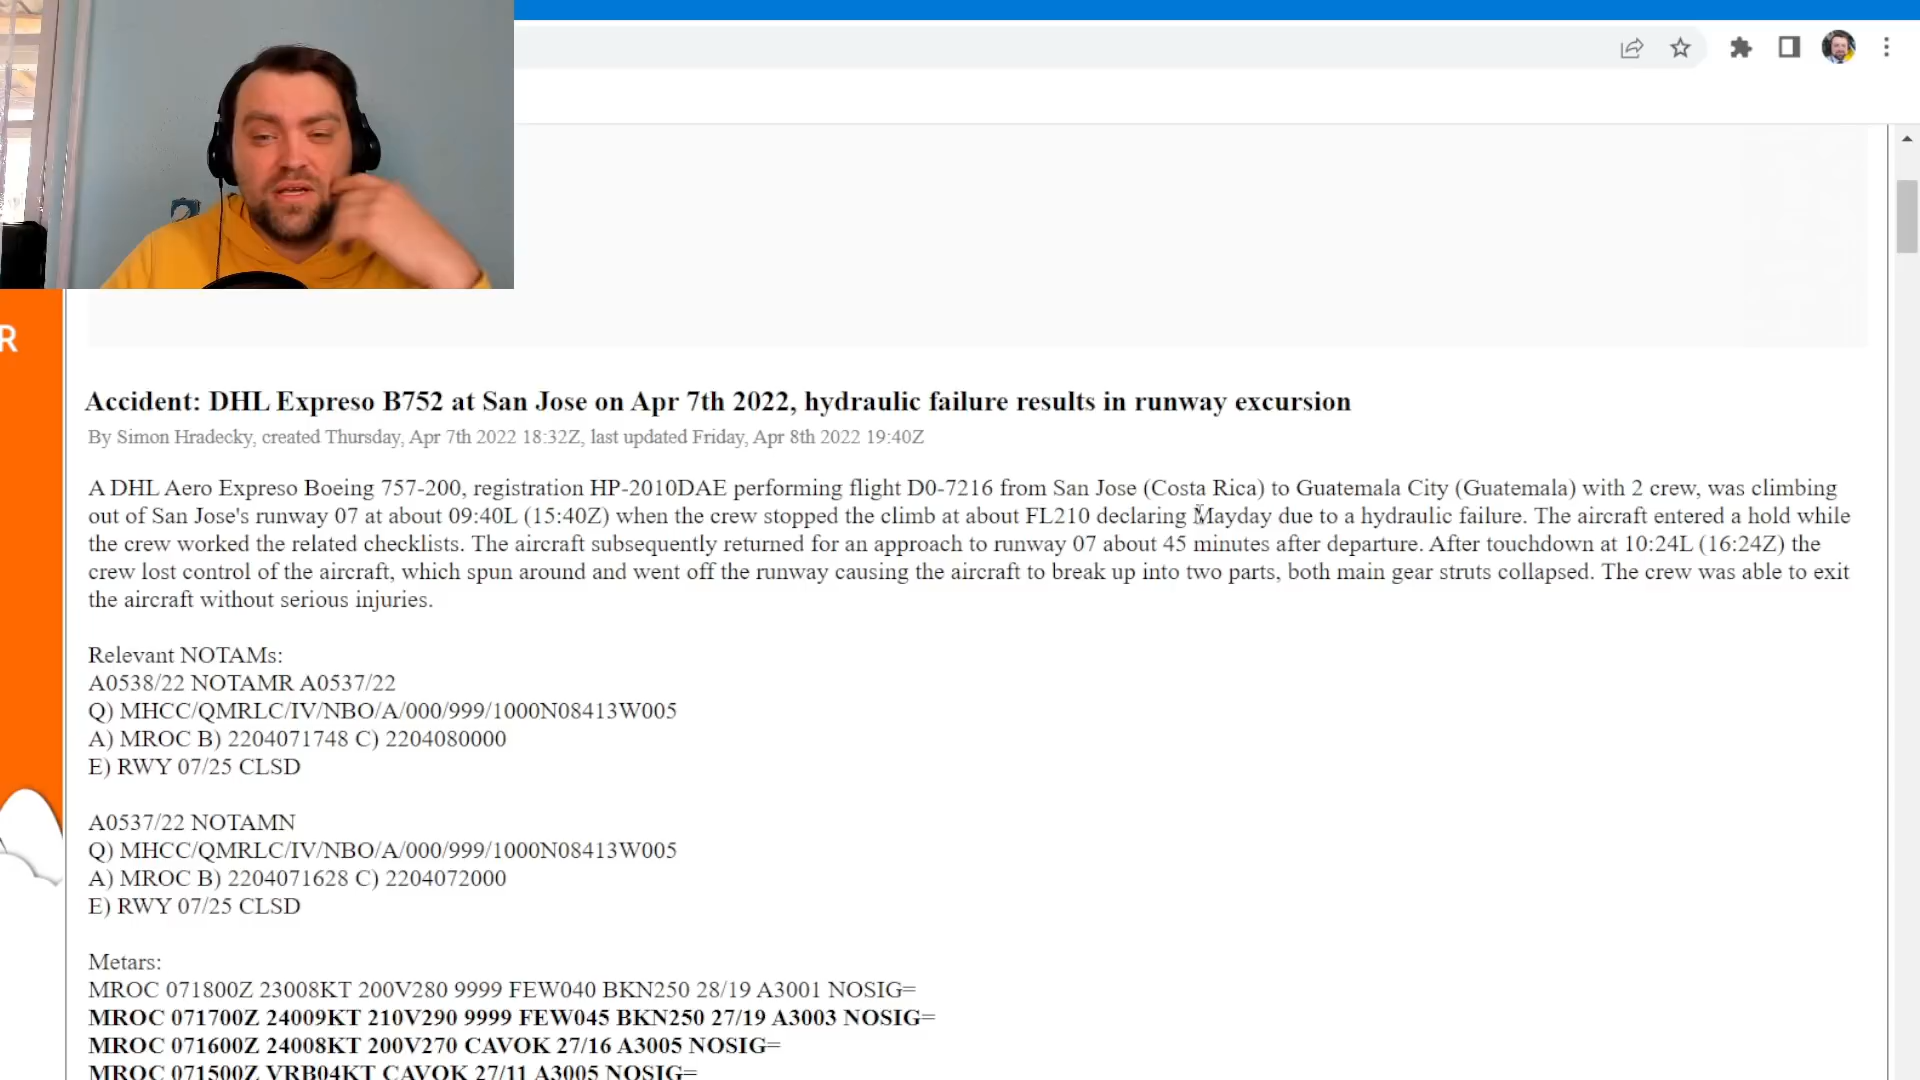 R
Accident: DHL Expreso B752 at San Jose on Apr 7th 2022, hydraulic failure results in runway excursion
By Simon Hradecky, created Thursday, Apr 7th 2022 18:32Z, last updated Friday, Apr 8th 2022 19:40Z
A DHL Aero Expreso Boeing 757-200, registration HP-2010DAE performing flight D0-7216 from San Jose (Costa Rica) to Guatemala City (Guatemala) with 2 crew, was climbing
out of San Jose's runway 07 at about 09:40L (15:40Z) when the crew stopped the climb at about FL210 declaring Mayday due to a hydraulic failure. The aircraft entered a hold while
the crew worked the related checklists. The aircraft subsequently returned for an approach to runway 07 about 45 minutes after departure. After touchdown at 10:24L (16:24Z) the
crew lost control of the aircraft, which spun around and went off the runway causing the aircraft to break up into two parts, both main gear struts collapsed. The crew was able to exit
the aircraft without serious injuries.
Relevant NOTAMs:
A0538/22 NOTAMR A0537/22
Q) MHCC/QMRLC/IV/NBO/A/000/999/1000N08413W005
A) MROC B) 2204071748 C) 2204080000
E) RWY 07/25 CLSD
A0537/22 NOTAMN
Q) MHCC/QMRLC/IV/NBO/A/000/999/1000N08413W005
A) MROC B) 2204071628 C) 2204072000
E) RWY 07/25 CLSD
Metars:
MROC 071800Z 23008KT 200V280 9999 FEW040 BKN250 28/19 A3001 NOSIG=
MROC 071700Z 24009KT 210V290 9999 FEW045 BKN250 27/19 A3003 NOSIG=
MROC 071600Z 24008KT 200V270 CAVOK 27/16 A3005 NOSIG=
MROC 071500Z VRB04KT CAVOK 27/11 A3005 NOSIG=